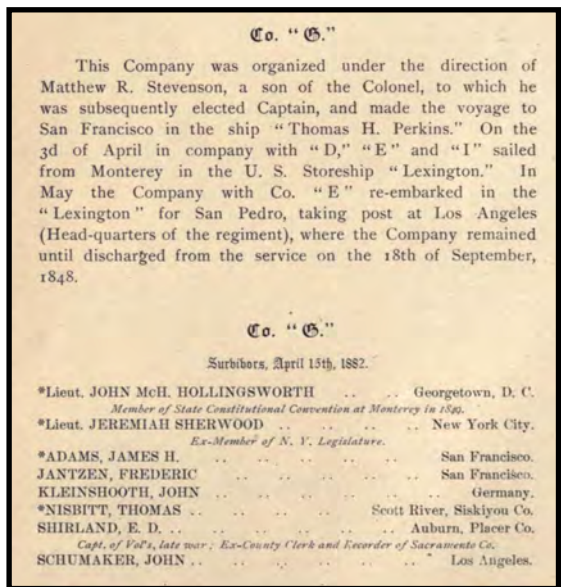 Co. "G."
This Company was organized under the direction of
Matthew R. Stevenson, a son of the Colonel, to which he
was subsequently elected Captain, and made the voyage to
San Francisco in the ship "Thomas H. Perkins." On the
3d of April in company with "D," "E" and "I" sailed
from Monterey in the U. S. Storeship "Lexington." In
May the Company with Co. "E" re-embarked in the
"Lexington" for San Pedro, taking post at Los Angeles
(Head-quarters of the regiment), where the Company remained
until discharged from the service on the 18th of September,
1848.
Co. "G."
Survivors, April 15th, 1882.
*Lieut. JOHN McH. HOLLINGSWORTH .. .. Georgetown, D. C.
Member of State Constitutional Convention at Monterey in 1849.
*Lieut. JEREMIAH SHERWOOD .. .. .. .. New York City.
Ex-Member of N. Y. Legislature.
*ADAMS, JAMES H. .. .. .. .. .. San Francisco.
JANTZEN, FREDERIC .. .. .. .. .. San Francisco.
KLEINSHOOTH, JOHN .. .. .. .. .. Germany.
*NISBITT, THOMAS .. .. .. .. Scott River, Siskiyou Co.
SHIRLAND, E. D. .. .. .. .. .. Auburn, Placer Co.
Capt. of Vol's, late war; Ex-County Clerk and Recorder of Sacramento Co.
SCHUMAKER, JOHN .. .. .. .. .. Los Angeles.